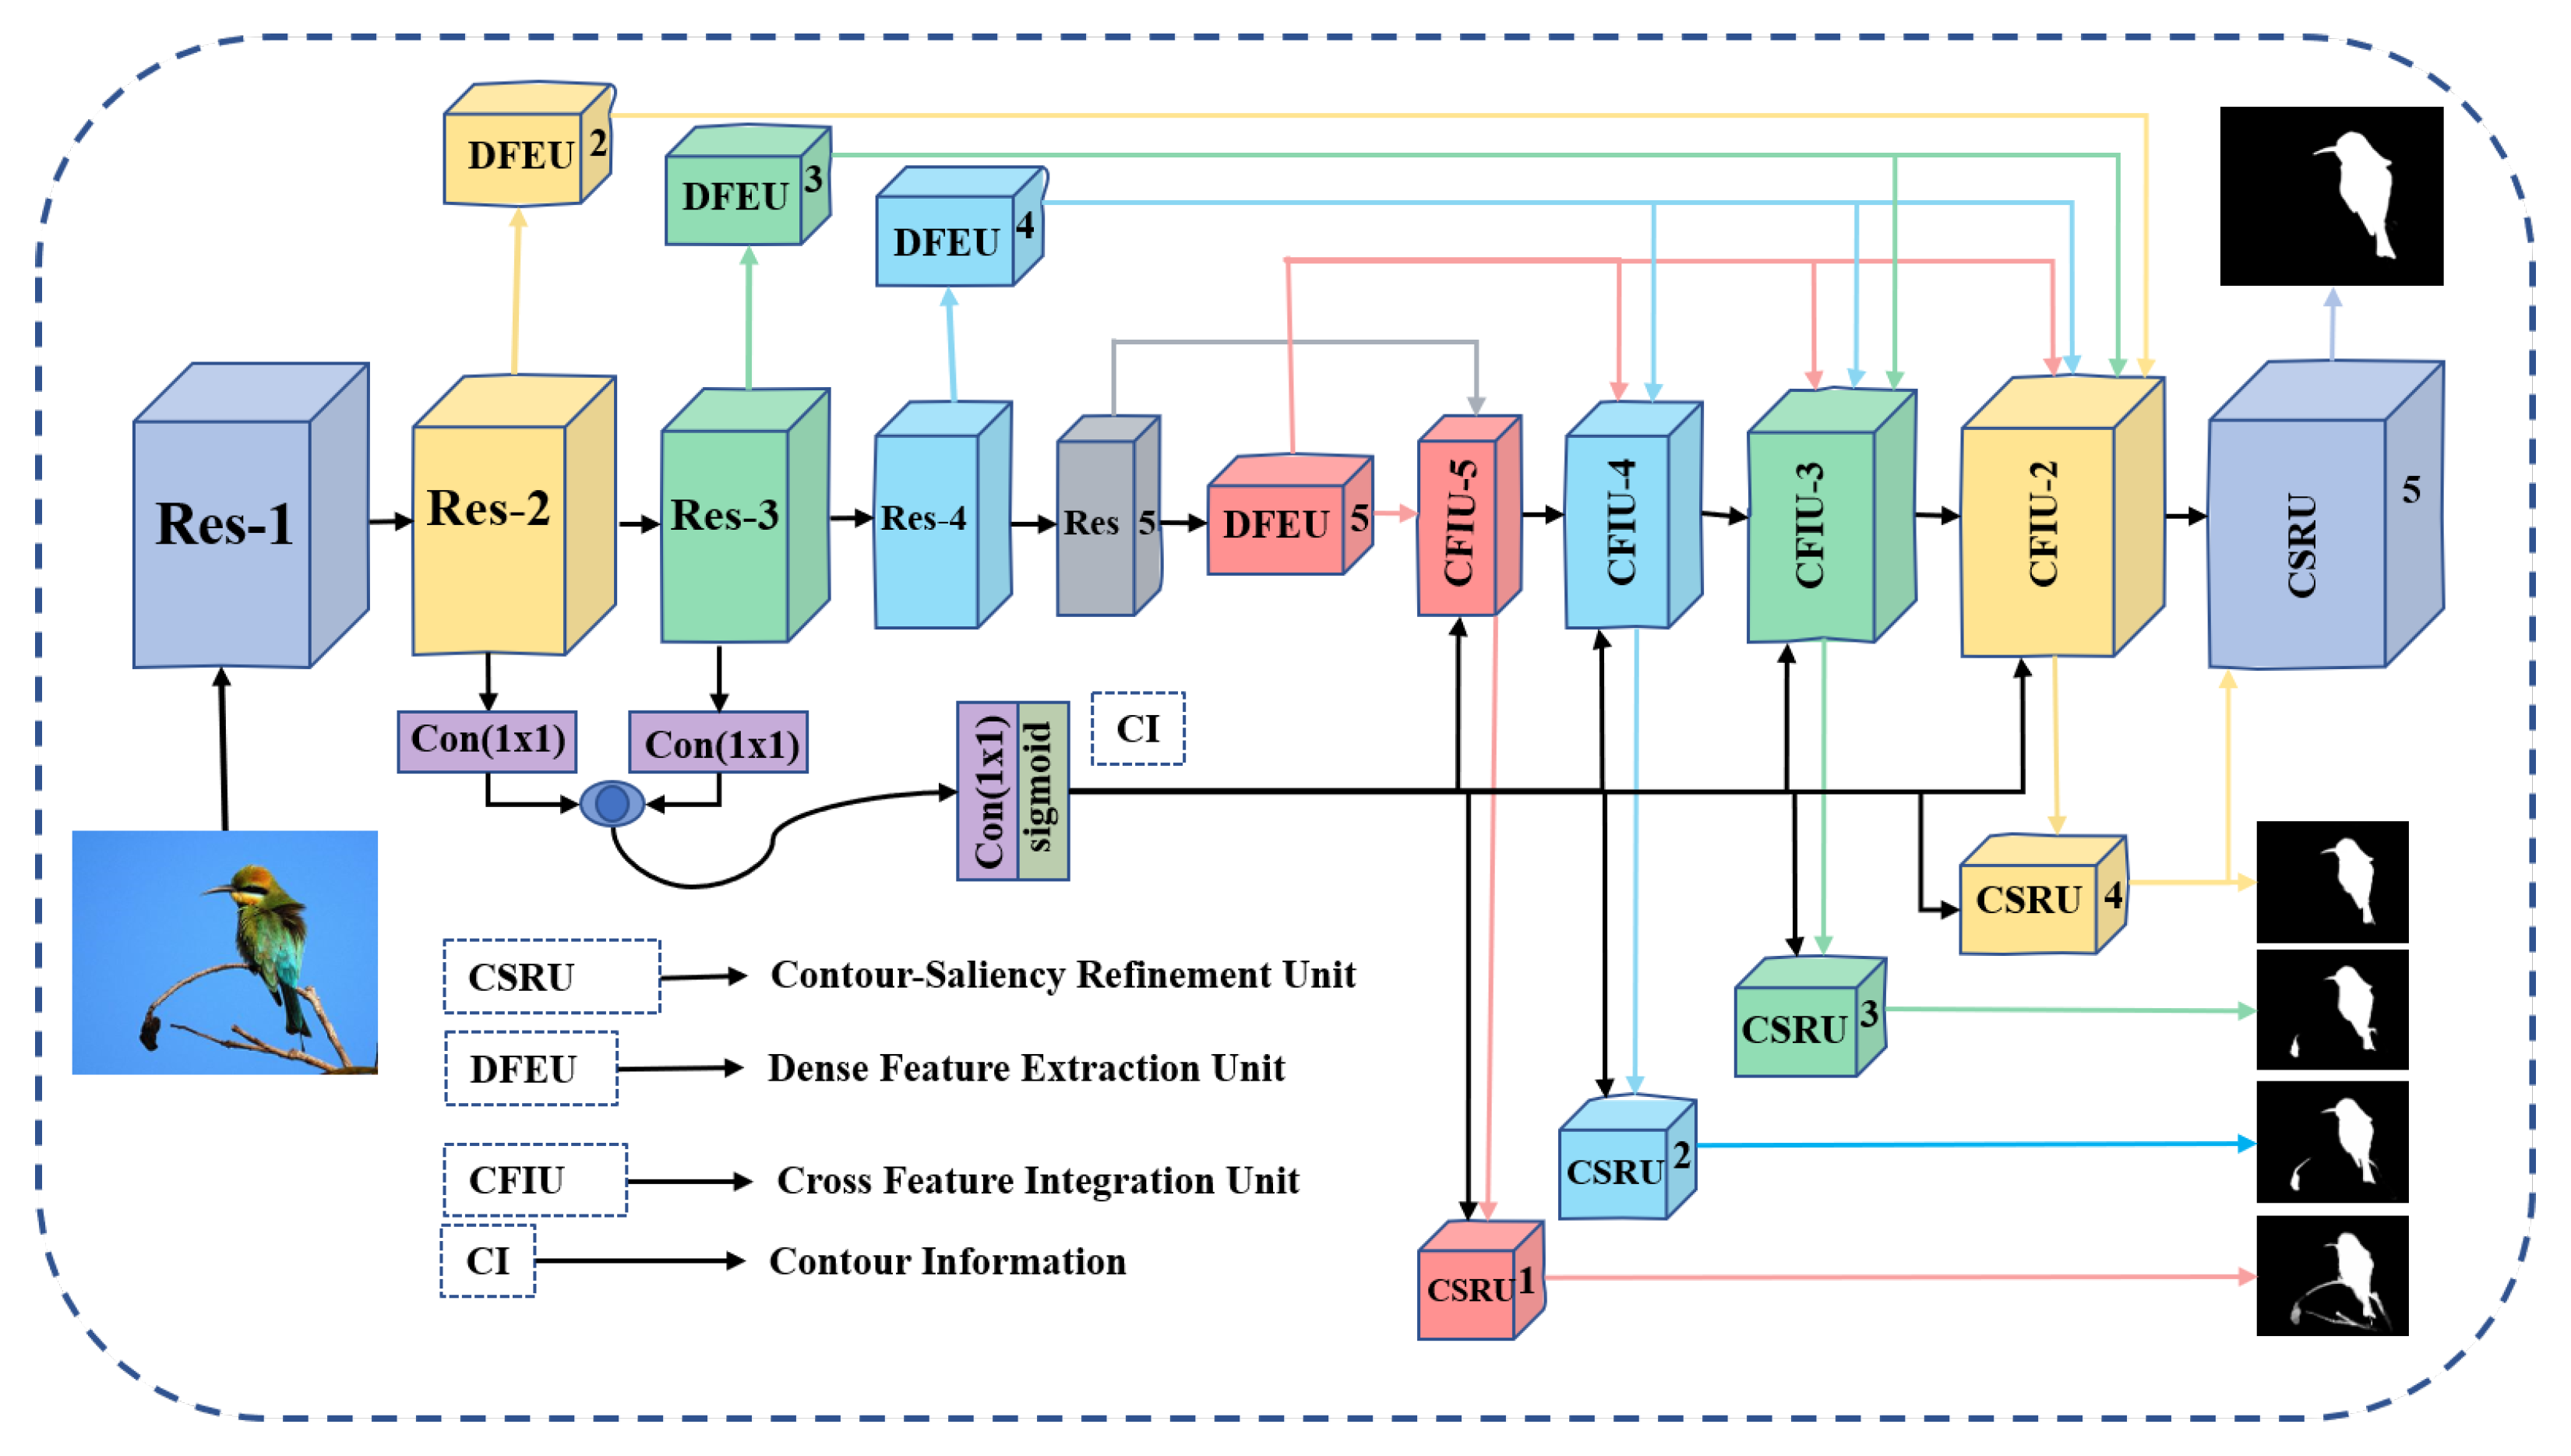 DFEU 2
DFEU 3
DFEU 4
Res-1
Res-2
Res-3
Res-4
Res 5
DFEU 5
CFIU-5
CFIU-4
CFIU-3
CFIU-2
CSRU 5
Con(1x1)
Con(1x1)
Con(1x1)
sigmoid
CI
CSRU 4
CSRU 3
CSRU 2
CSRU 1
CSRU Contour-Saliency Refinement Unit
DFEU Dense Feature Extraction Unit
CFIU Cross Feature Integration Unit
CI Contour Information